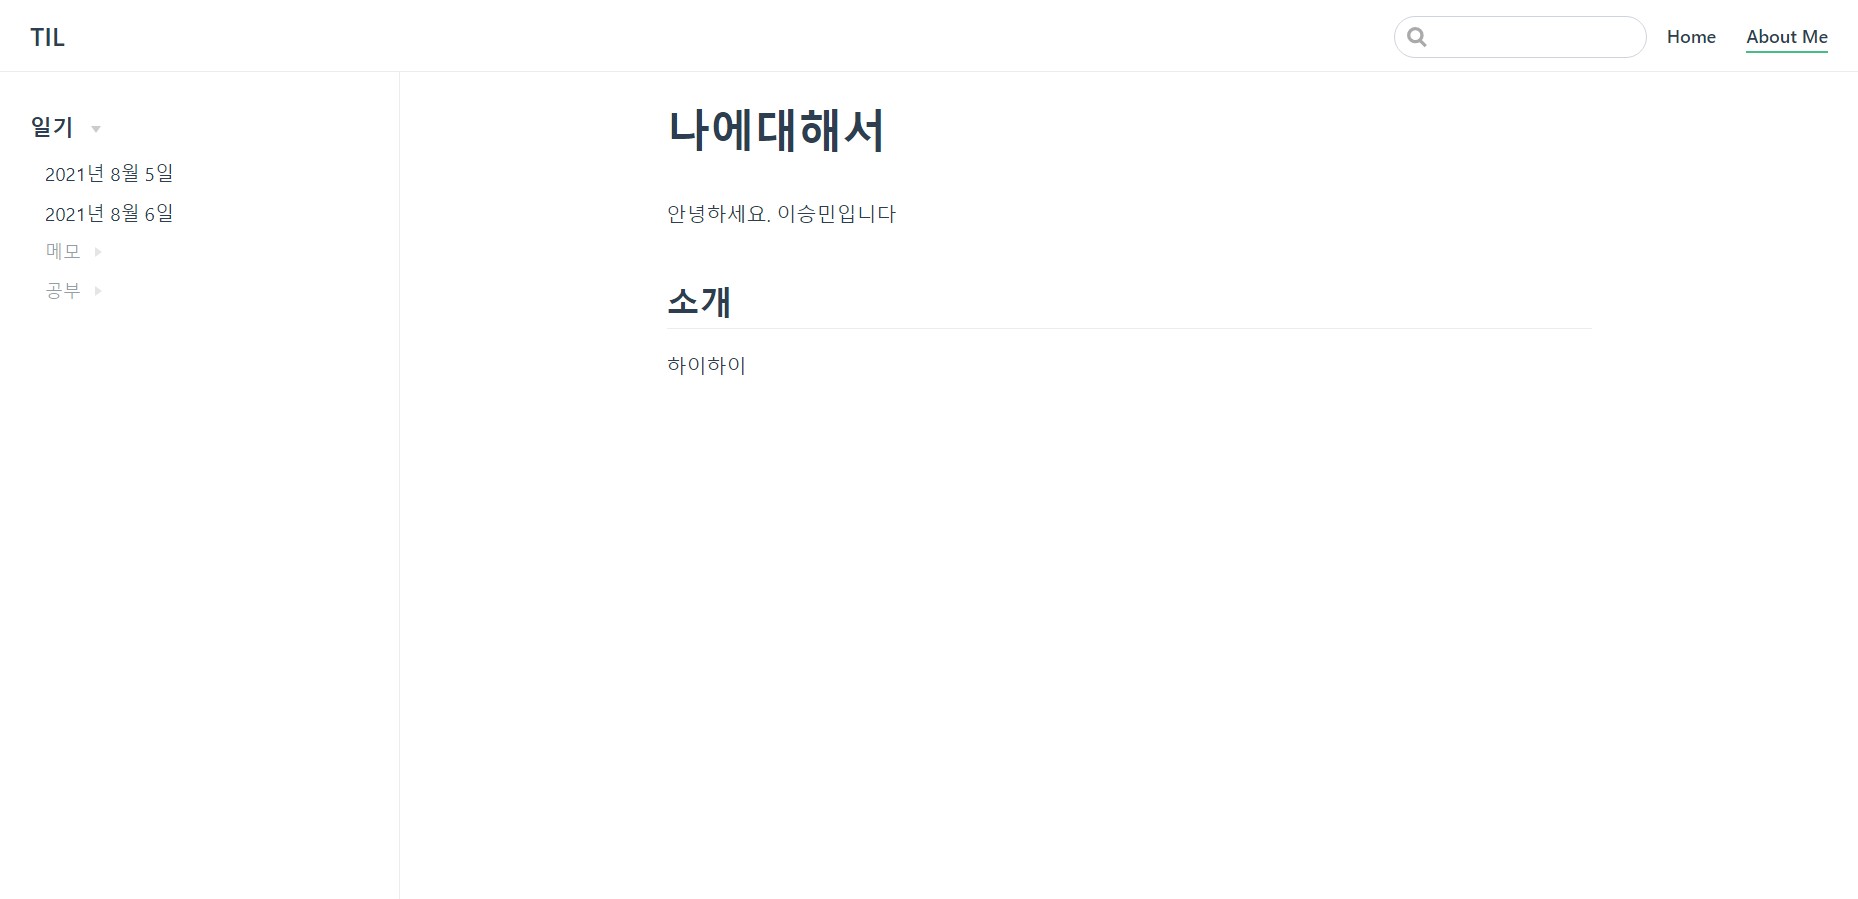 TIL
Home
About Me
일기
2021년 8월 5일
2021년 8월 6일
메모
공부
나에대해서
안녕하세요. 이승민입니다
소개
하이하이